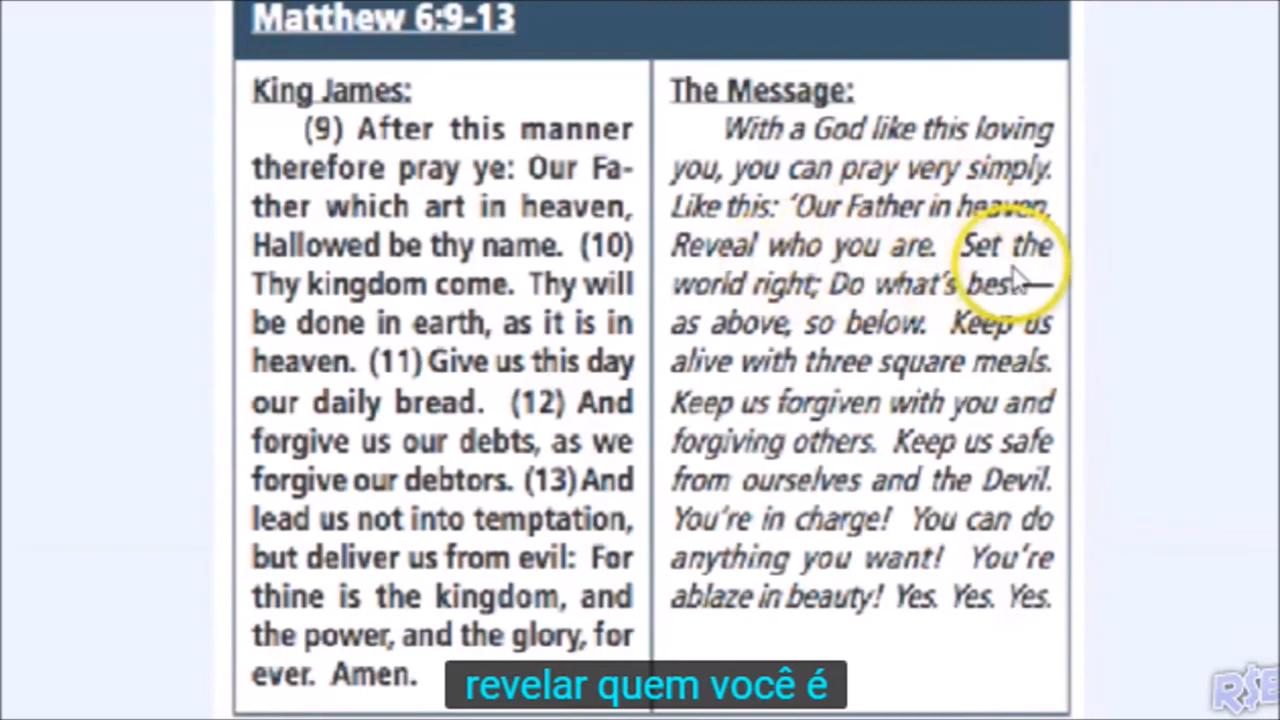 Matthew 6:9-13
King James:
(9) After this manner
therefore pray ye: Our Fa-
ther which art in heaven,
Hallowed be thy name. (10)
Thy kingdom come. Thy will
be done in earth, as it is in
heaven. (11) Give us this day
our daily bread. (12) And
forgive us our debts, as we
forgive our debtors. (13) And
lead us not into temptation,
but deliver us from evil: For
thine is the kingdom, and
the power, and the glory, for
ever. Amen.
The Message:
With a God like this loving
you, you can pray very simply.
Like this: ‘Our Father in heaven,
Reveal who you are. Set the
world right; Do what’s best—
as above, so below. Keep us
alive with three square meals.
Keep us forgiven with you and
forgiving others. Keep us safe
from ourselves and the Devil.
You’re in charge! You can do
anything you want! You’re
ablaze in beauty! Yes. Yes. Yes.
revelar quem você é